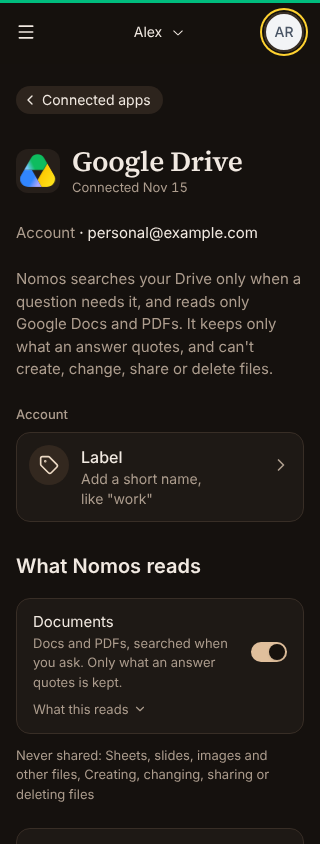 Alex
AR
Connected apps
Google Drive
Connected Nov 15
Account · personal@example.com
Nomos searches your Drive only when a
question needs it, and reads only
Google Docs and PDFs. It keeps only
what an answer quotes, and can't
create, change, share or delete files.
Account
Label
Add a short name,
like "work"
What Nomos reads
Documents
Docs and PDFs, searched when
you ask. Only what an answer
quotes is kept.
What this reads
Never shared: Sheets, slides, images and
other files, Creating, changing, sharing or
deleting files